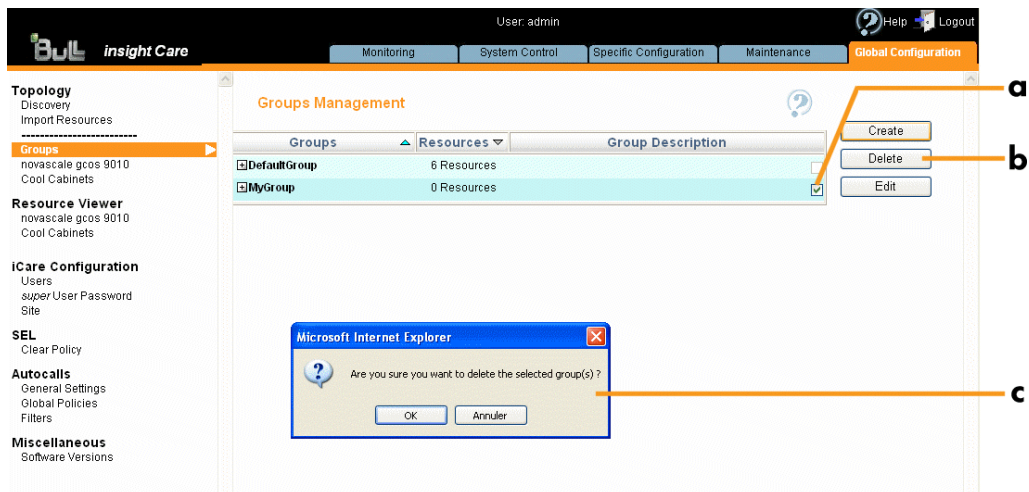 User: admin
Help
Logout
Bull
insight Care
Monitoring
System Control
Specific Configuration
Maintenance
Global Configuration
Topology
Discovery
Import Resources
--------------------------
Groups
novascale gcos 9010
Cool Cabinets
Resource Viewer
novascale gcos 9010
Cool Cabinets
iCare Configuration
Users
super User Password
Site
SEL
Clear Policy
Autocalls
General Settings
Global Policies
Filters
Miscellaneous
Software Versions
Groups Management
Groups
Resources
Group Description
DefaultGroup
6 Resources
MyGroup
0 Resources
Create
Delete
Edit
Microsoft Internet Explorer
Are you sure you want to delete the selected group(s) ?
OK
Annuler
a
b
c